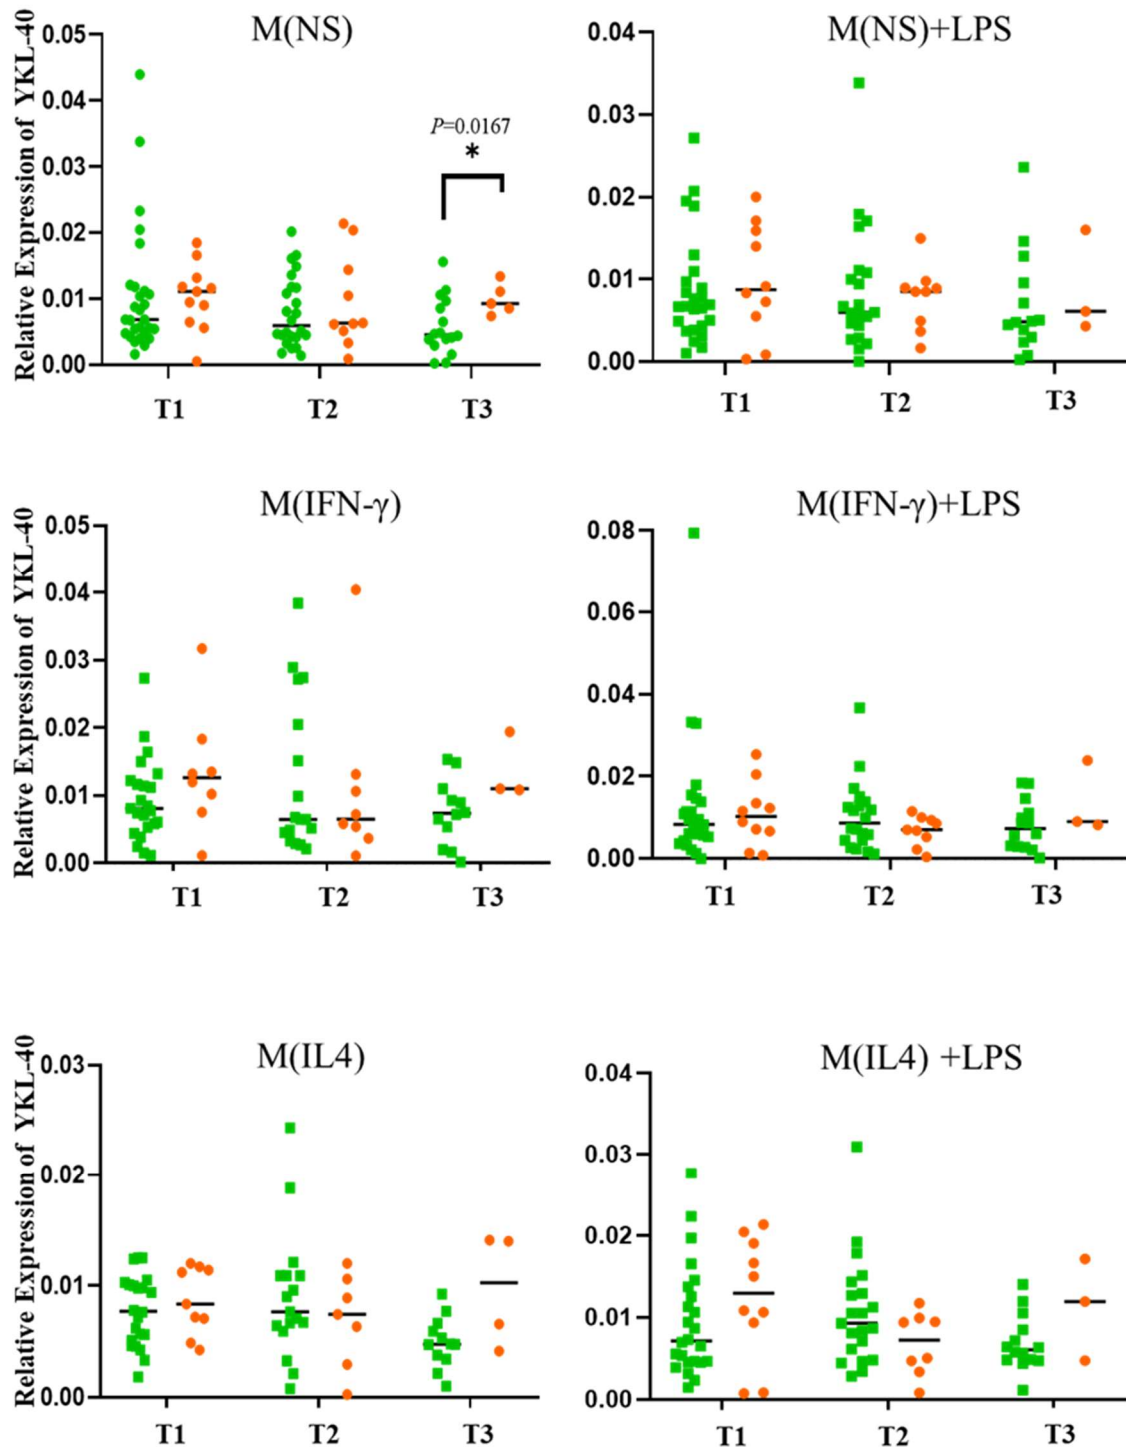 M(NS)
Relative Expression of YKL-40
0.05
0.04
0.03
0.02
0.01
0.00
P=0.0167
*
T1 T2 T3
M(NS)+LPS
0.04
0.03
0.02
0.01
0.00
T1 T2 T3
M(IFN-γ)
Relative Expression of YKL-40
0.05
0.04
0.03
0.02
0.01
0.00
T1 T2 T3
M(IFN-γ)+LPS
0.08
0.06
0.04
0.02
0.00
T1 T2 T3
M(IL4)
Relative Expression of YKL-40
0.03
0.02
0.01
0.00
T1 T2 T3
M(IL4) +LPS
0.04
0.03
0.02
0.01
0.00
T1 T2 T3